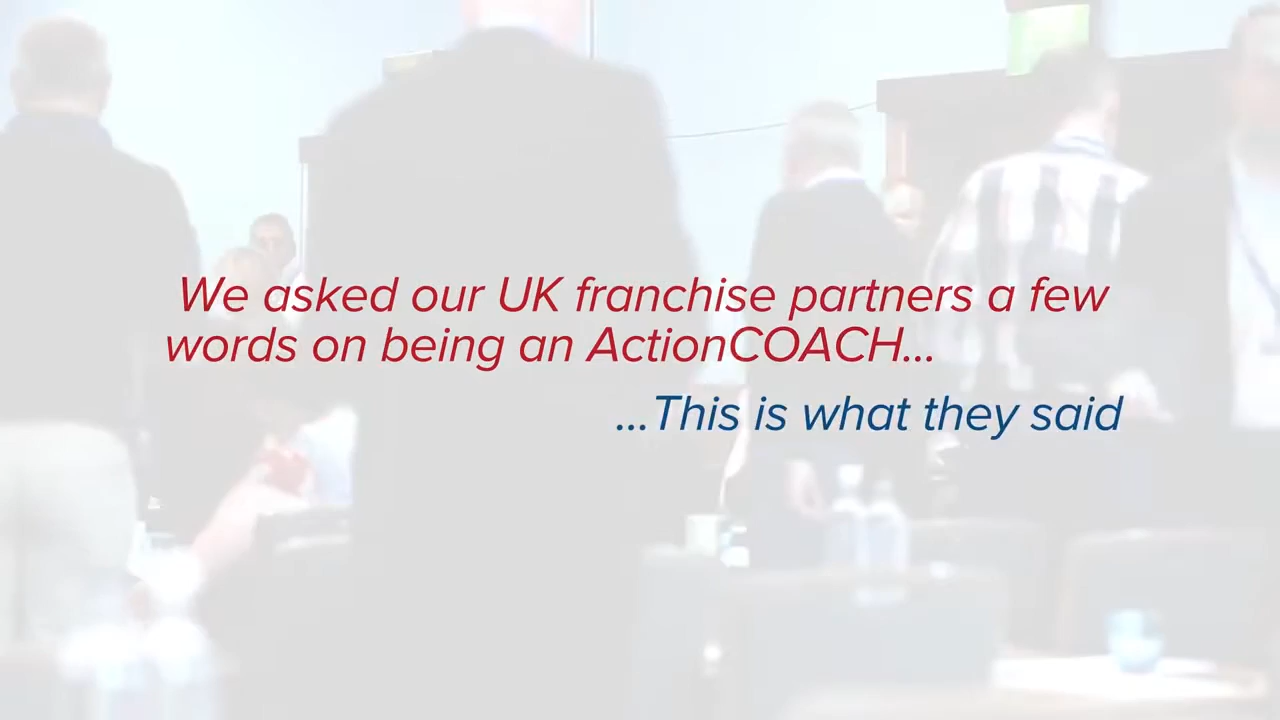 We asked our UK franchise partners a few
words on being an ActionCOACH...
...This is what they said